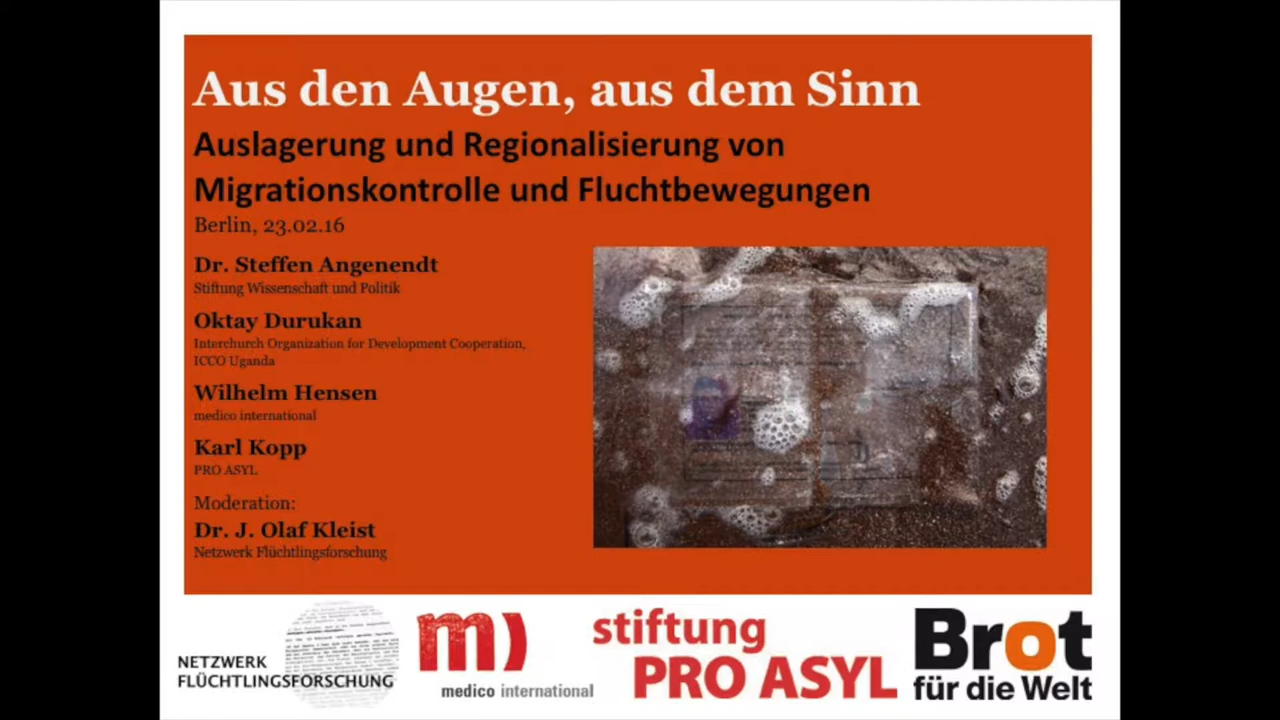 Aus den Augen, aus dem Sinn
Auslagerung und Regionalisierung von
Migrationskontrolle und Fluchtbewegungen
Berlin, 23.02.16
Dr. Steffen Angenendt
Stiftung Wissenschaft und Politik
Oktay Durukan
Interchurch Organization for Development Cooperation,
ICCO Uganda
Wilhelm Hensen
medico international
Karl Kopp
PRO ASYL
Moderation:
Dr. J. Olaf Kleist
Netzwerk Flüchtlingsforschung
NETZWERK
FLÜCHTLINGSFORSCHUNG
m)
medico international
stiftung
PRO ASYL
Brot
für die Welt